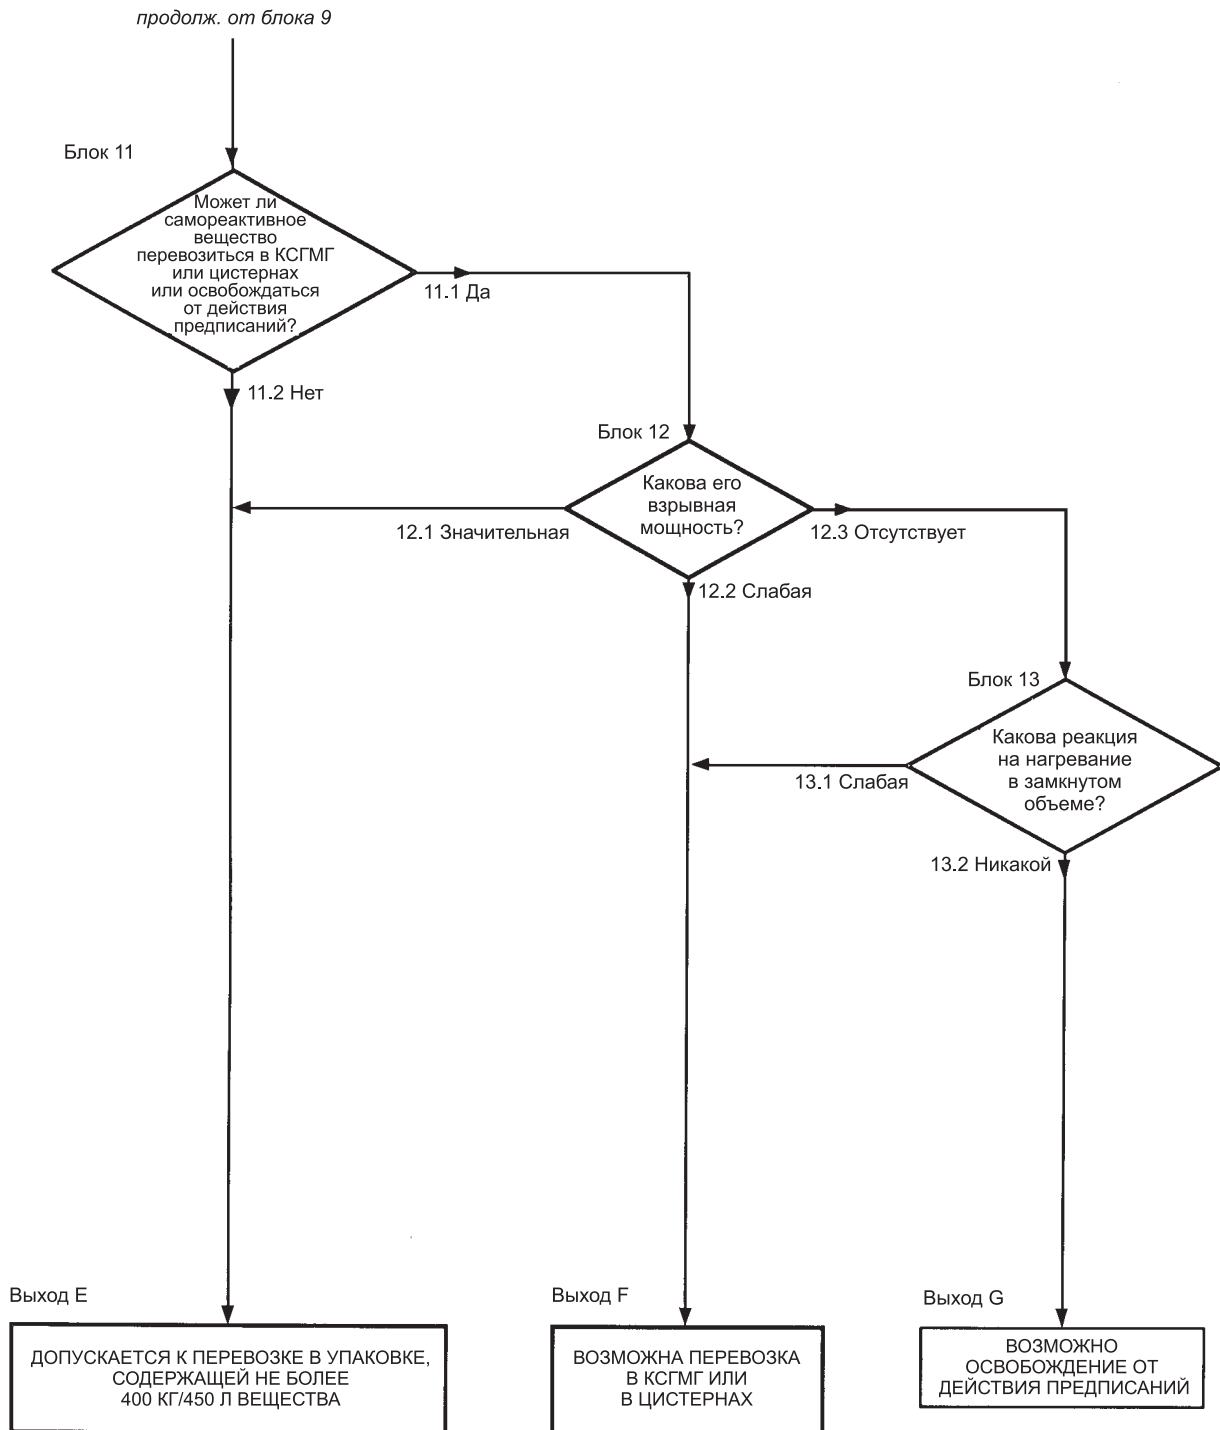 продолж. от блока 9
Блок 11
Может ли
самореактивное
вещество
перевозиться в КСГМГ
или цистернах
или освобождаться
от действия
предписаний?
11.1 Да
11.2 Нет
Блок 12
Какова его
взрывная
мощность?
12.1 Значительная
12.3 Отсутствует
12.2 Слабая
Блок 13
Какова реакция
на нагревание
в замкнутом
объеме?
13.1 Слабая
13.2 Никакой
Выход E
ДОПУСКАЕТСЯ К ПЕРЕВОЗКЕ В УПАКОВКЕ,
СОДЕРЖАЩЕЙ НЕ БОЛЕЕ
400 КГ/450 Л ВЕЩЕСТВА
Выход F
ВОЗМОЖНА ПЕРЕВОЗКА
В КСГМГ ИЛИ
В ЦИСТЕРНАХ
Выход G
ВОЗМОЖНО
ОСВОБОЖДЕНИЕ ОТ
ДЕЙСТВИЯ ПРЕДПИСАНИЙ